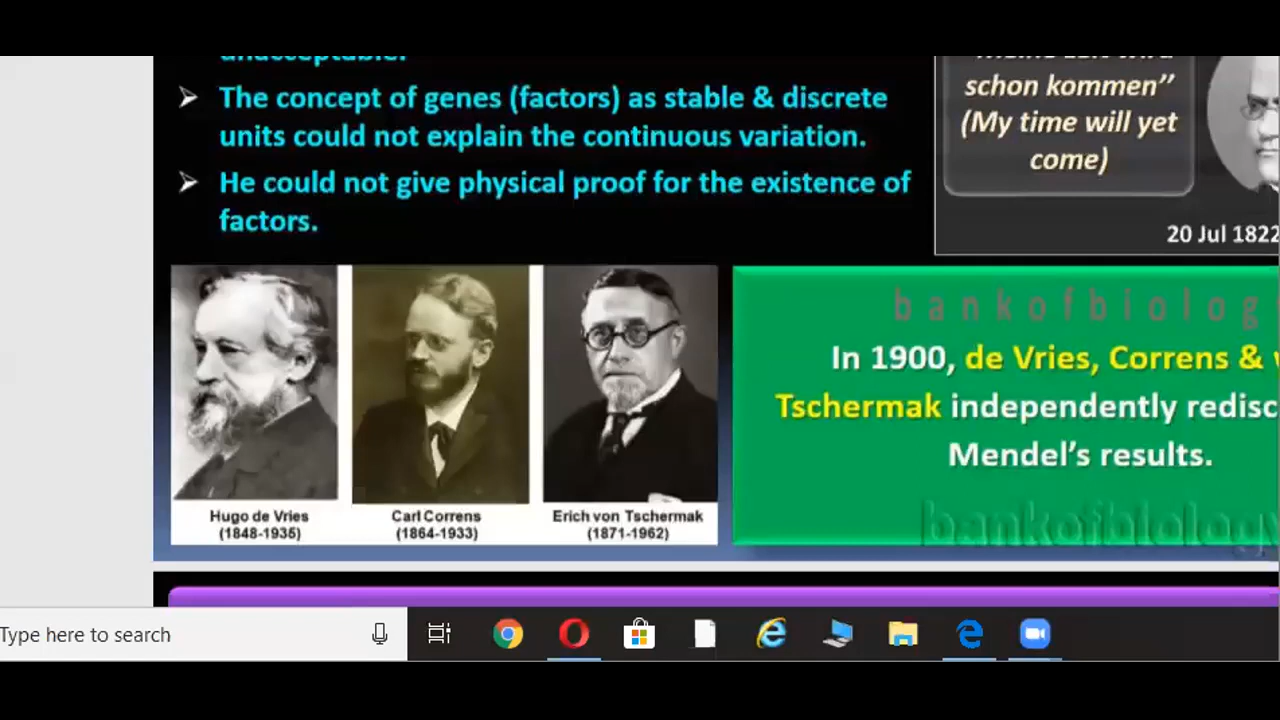 unacceptable.
➢ The concept of genes (factors) as stable & discrete
units could not explain the continuous variation.
➢ He could not give physical proof for the existence of
factors.
schon kommen”
(My time will yet
come)
20 Jul 1822
Hugo de Vries
(1848-1935)
Carl Correns
(1864-1933)
Erich von Tschermak
(1871-1962)
bankofbiolog
In 1900, de Vries, Correns &
Tschermak independently redisc
Mendel’s results.
bankofbiology
Type here to search